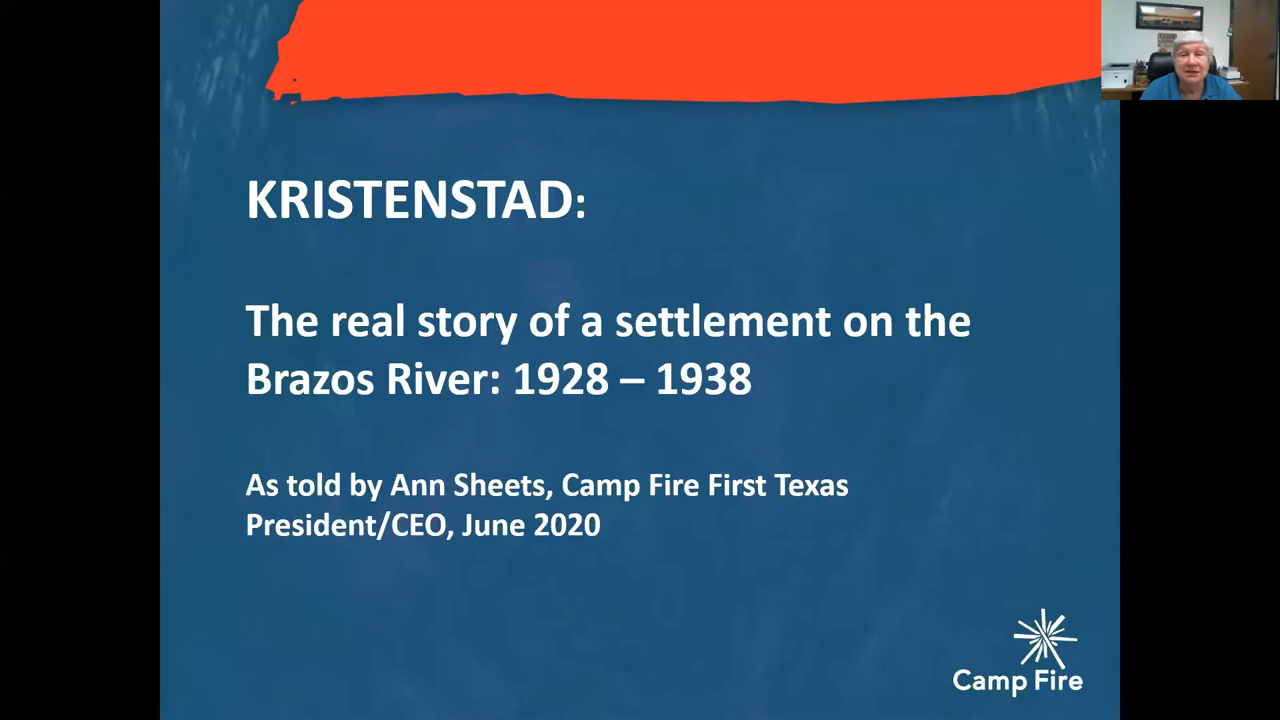 KRISTENSTAD:
The real story of a settlement on the
Brazos River: 1928 – 1938
As told by Ann Sheets, Camp Fire First Texas
President/CEO, June 2020
Camp Fire